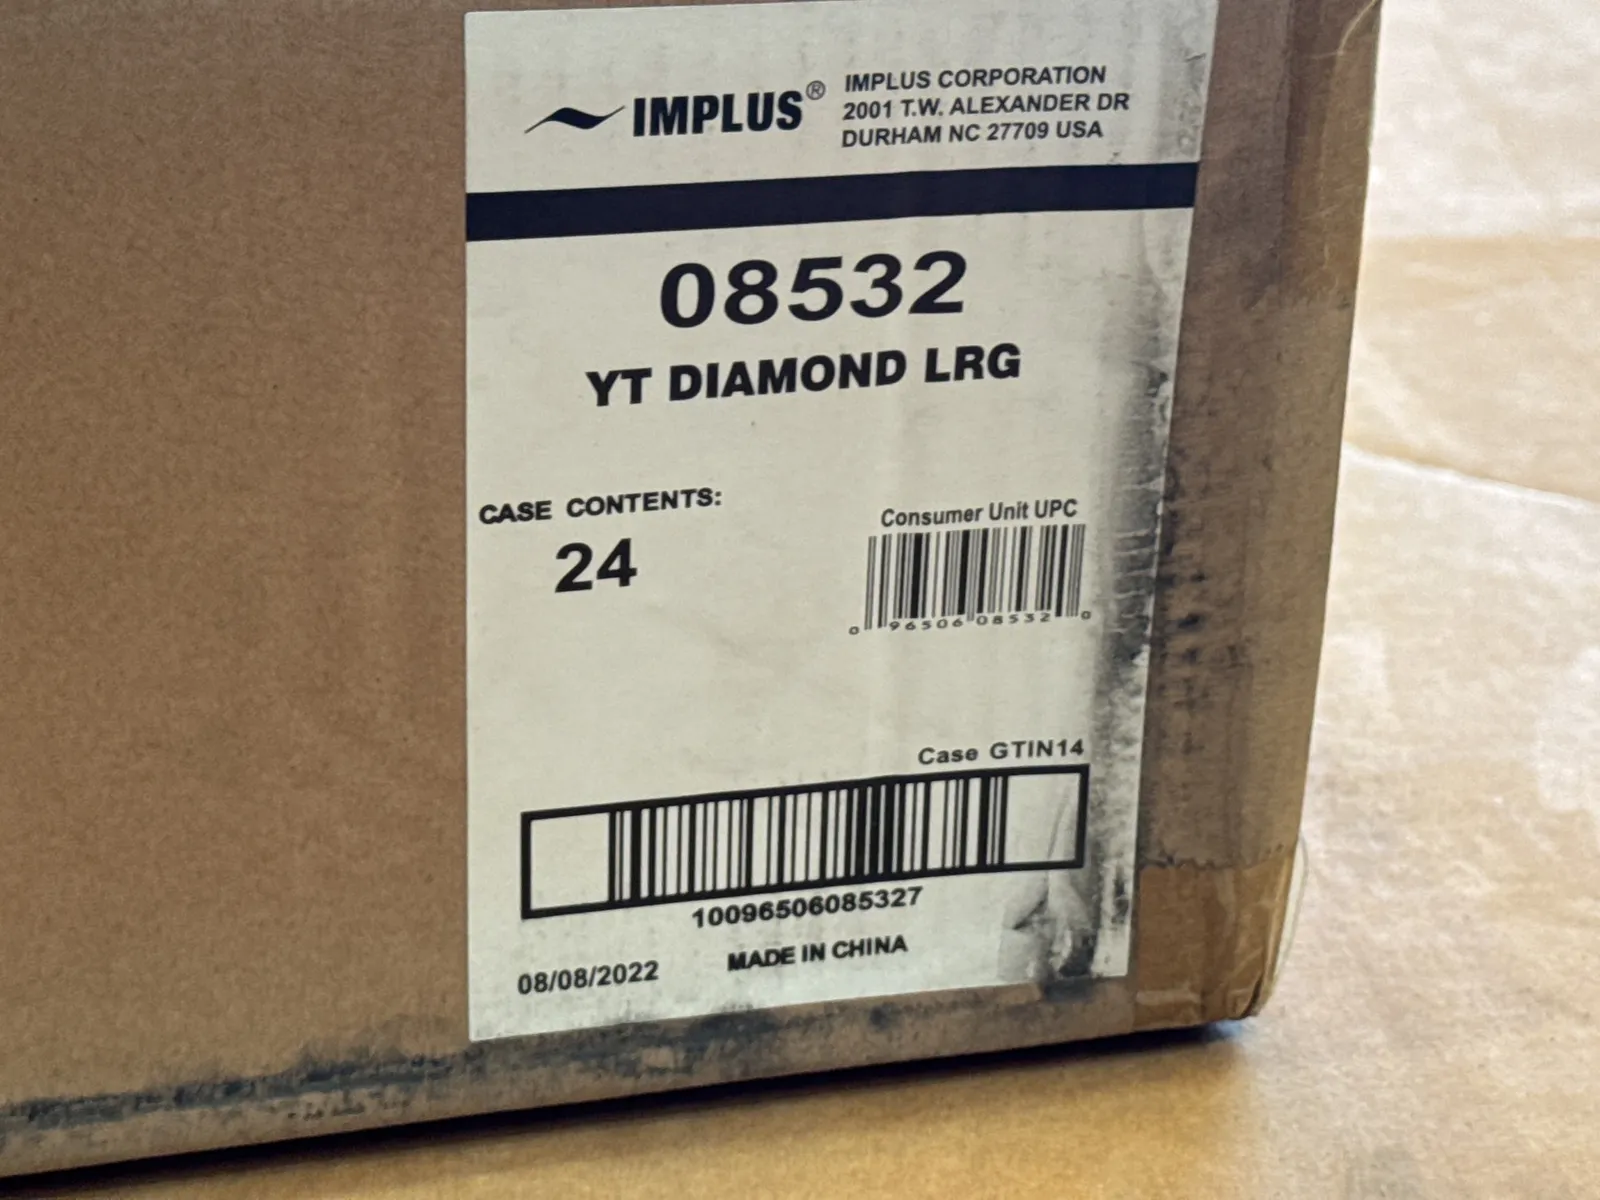 IMPLUS®
IMPLUS CORPORATION
2001 T.W. ALEXANDER DR
DURHAM NC 27709 USA
08532
YT DIAMOND LRG
CASE CONTENTS:
24
Consumer Unit UPC
0 96506 08532 0
Case GTIN14
10096506085327
MADE IN CHINA
08/08/2022